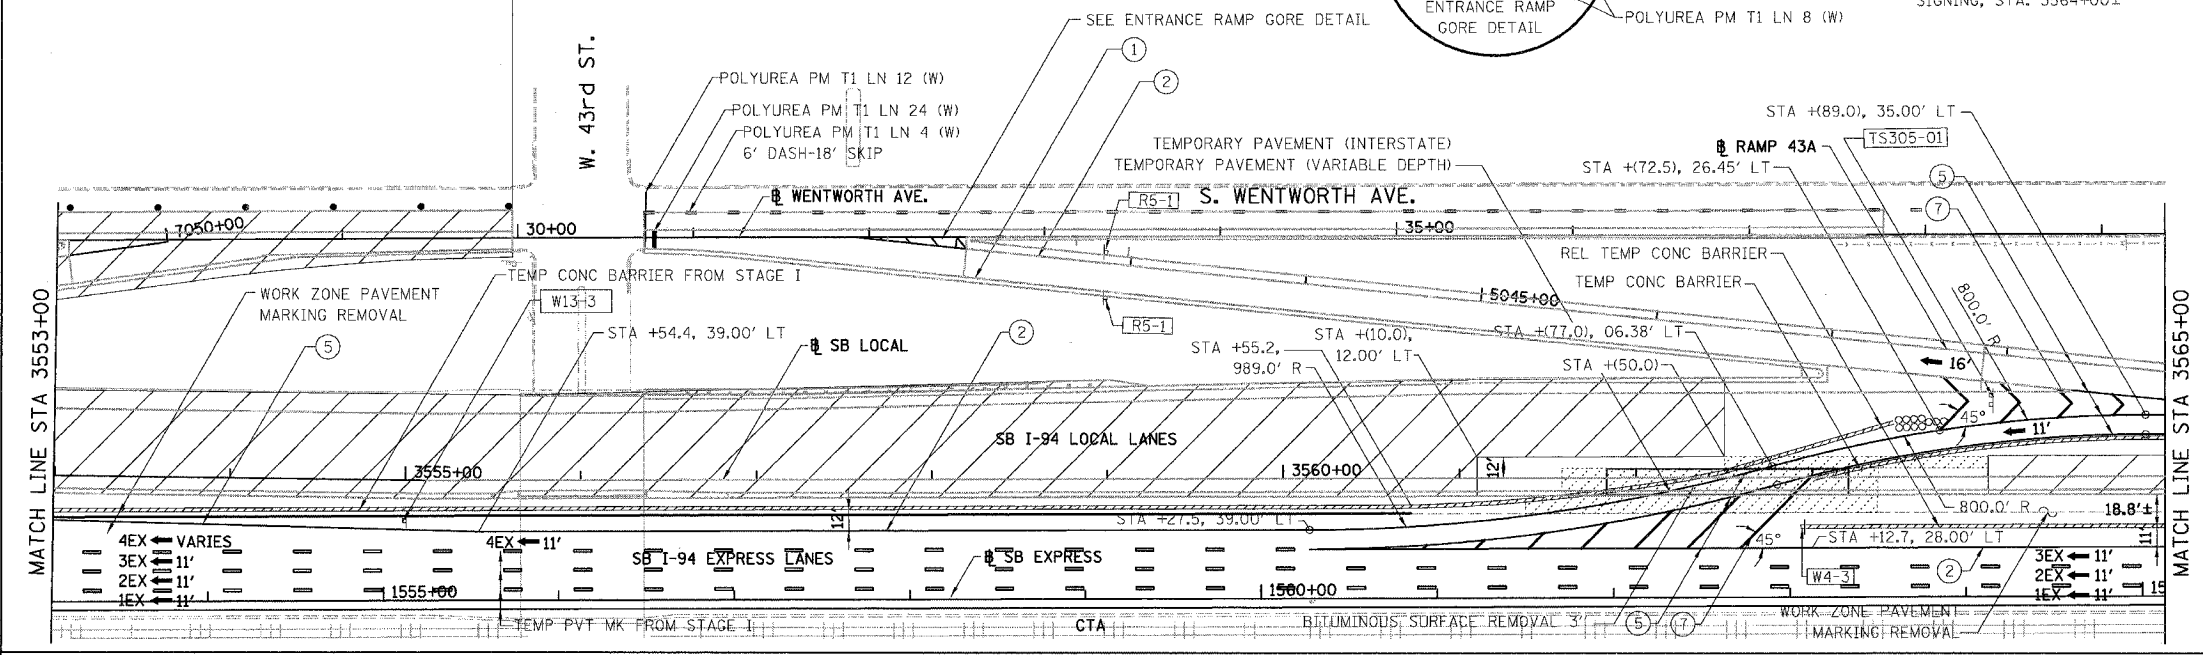 SEE ENTRANCE RAMP GORE DETAIL
ENTRANCE RAMP
GORE DETAIL
POLYUREA PM T1 LN 8 (W)
SIGNING, STA. 3564+001
1
2
W. 43rd ST.
POLYUREA PM T1 LN 12 (W)
POLYUREA PM T1 LN 24 (W)
POLYUREA PM T1 LN 4 (W)
6' DASH-18' SKIP
TEMPORARY PAVEMENT (INTERSTATE)
TEMPORARY PAVEMENT (VARIABLE DEPTH)
STA +(89.0), 35.00' LT
TS305-01
℄ RAMP 43A
STA +(72.5), 26.45' LT
5
7
℄ WENTWORTH AVE.
R5-1
S. WENTWORTH AVE.
7050+00
30+00
35+00
REL TEMP CONC BARRIER
TEMP CONC BARRIER
TEMP CONC BARRIER FROM STAGE I
W13-3
WORK ZONE PAVEMENT
MARKING REMOVAL
5
STA +54.4, 39.00' LT
2
℄ SB LOCAL
R5-1
5045+00
800.0' R
STA +(10.0),
12.00' LT
STA +(77.0), 06.38' LT
STA +55.2,
989.0' R
STA +(50.0)
16'
45°
11'
MATCH LINE STA 3553+00
MATCH LINE STA 3565+00
SB I-94 LOCAL LANES
3555+00
3560+00
12'
12'
STA +27.5, 39.00' LT
800.0' R
18.8'±
STA +12.7, 28.00' LT
11'
45°
W4-3
2
4EX VARIES
3EX 11'
2EX 11'
1EX 11'
4EX 11'
SB I-94 EXPRESS LANES
℄ SB EXPRESS
3EX 11'
2EX 11'
1EX 11'
1555+00
1560+00
15
TEMP PVT MK FROM STAGE I
CTA
BITUMINOUS SURFACE REMOVAL 3"
5
7
WORK ZONE PAVEMENT
MARKING REMOVAL